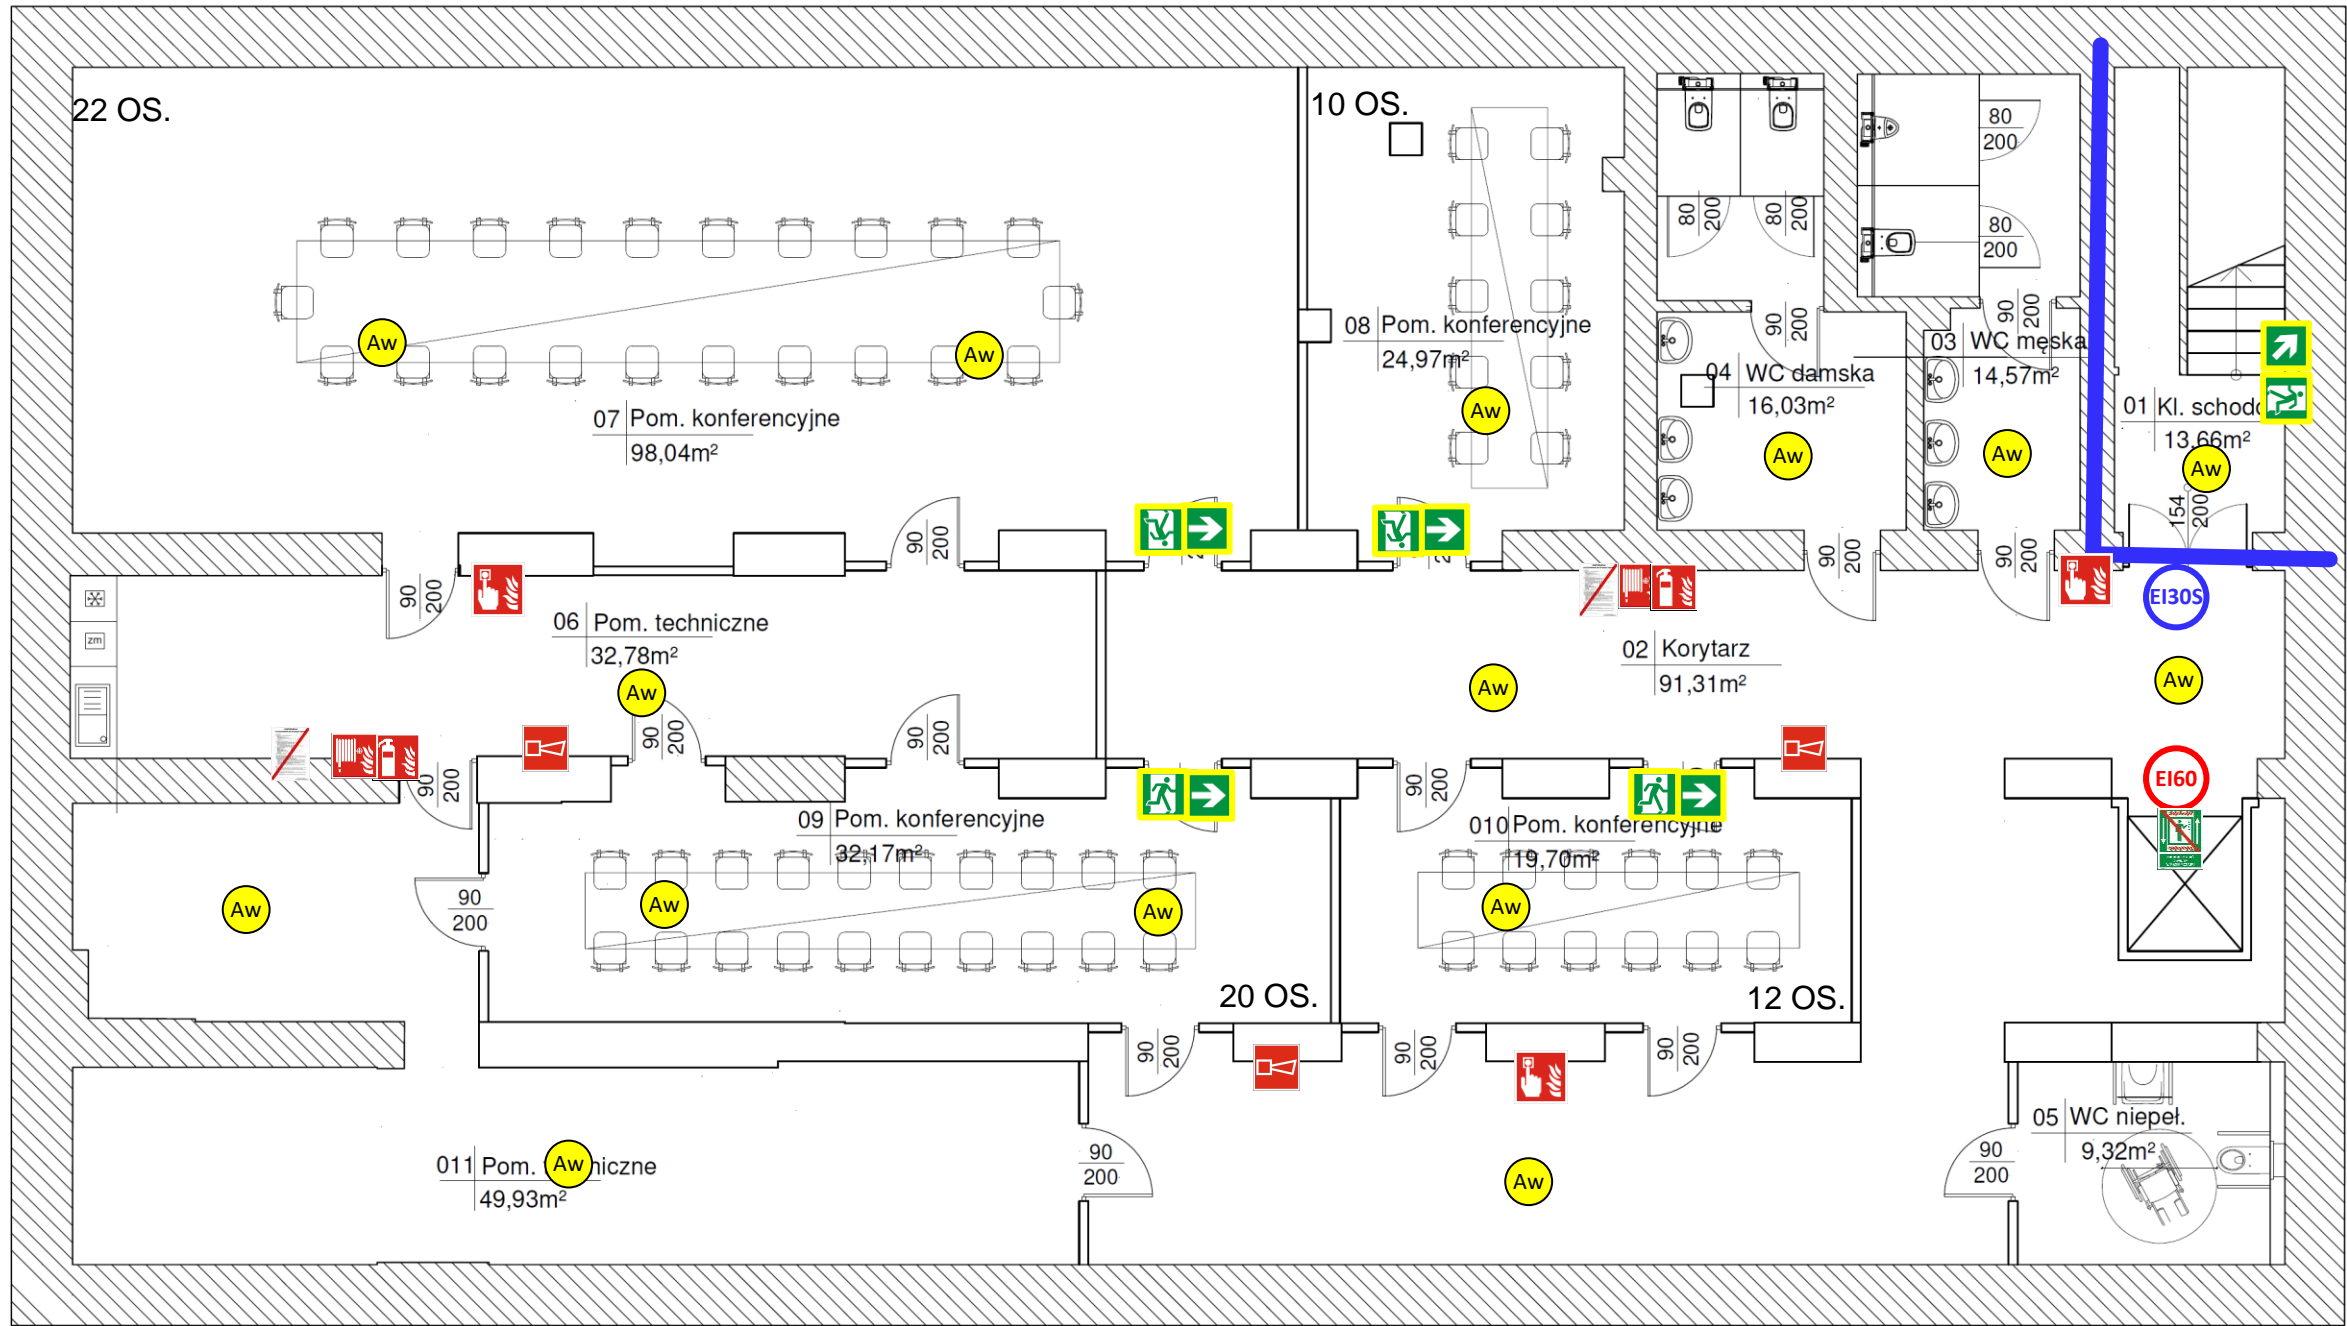 22 OS.
10 OS.
80
200
80
200
80
200
80
200
90
200
90
200
08 Pom. konferencyjne
24,97m²
03 WC męska
14,57m²
04 WC damska
16,03m²
01 Kl. schodo
13,66m²
07 Pom. konferencyjne
98,04m²
Aw
Aw
Aw
Aw
Aw
Aw
154
200
90
200
90
200
90
200
90
200
EI30S
zm
06 Pom. techniczne
32,78m²
02 Korytarz
91,31m²
Aw
Aw
Aw
90
200
90
200
90
200
90
200
EI60
09 Pom. konferencyjne
32,17m²
010 Pom. konferencyjne
19,70m²
Aw
90
200
Aw
Aw
Aw
20 OS.
12 OS.
90
200
90
200
90
200
05 WC niepeł.
9,32m²
011 Pom. niczne
49,93m²
Aw
90
200
Aw
90
200